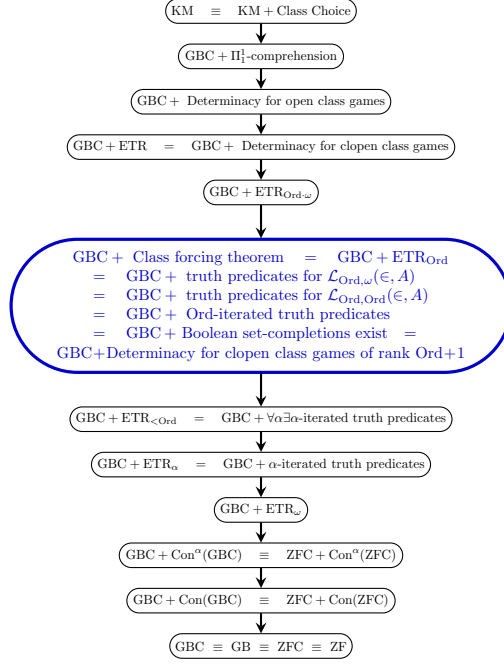 KM ≡ KM + Class Choice
GBC + Π¹₁-comprehension
GBC + Determinacy for open class games
GBC + ETR = GBC + Determinacy for clopen class games
GBC + ETR_{Ord·ω}
GBC + Class forcing theorem = GBC + ETR_{Ord}
= GBC + truth predicates for 𝓛_{Ord,ω}(∈, A)
= GBC + truth predicates for 𝓛_{Ord,Ord}(∈, A)
= GBC + Ord-iterated truth predicates
= GBC + Boolean set-completions exist =
GBC+Determinacy for clopen class games of rank Ord+1
GBC + ETR_{<Ord} = GBC + ∀α∃α-iterated truth predicates
GBC + ETR_α = GBC + α-iterated truth predicates
GBC + ETR_ω
GBC + Con^α(GBC) ≡ ZFC + Con^α(ZFC)
GBC + Con(GBC) ≡ ZFC + Con(ZFC)
GBC ≡ GB ≡ ZFC ≡ ZF